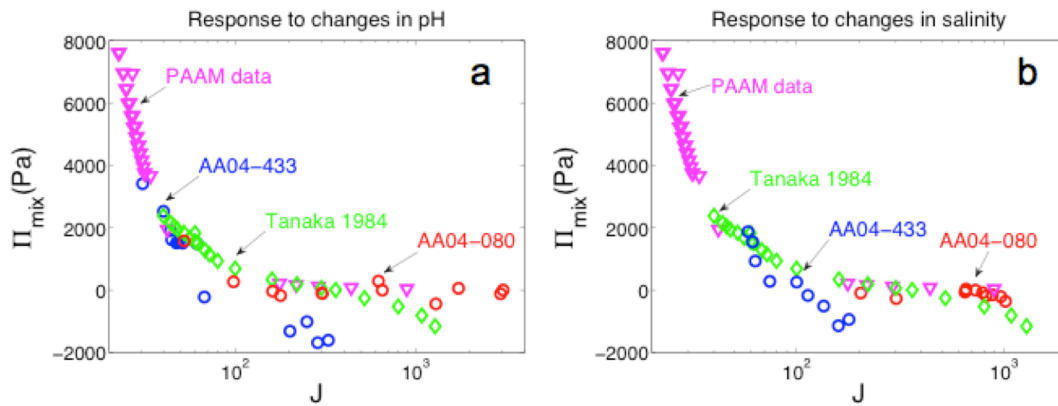 Response to changes in pH
8000
6000
4000
2000
0
−2000
Π_mix(Pa)
a
PAAM data
AA04−433
Tanaka 1984
AA04−080
10^2
10^3
J
Response to changes in salinity
8000
6000
4000
2000
0
−2000
Π_mix(Pa)
b
PAAM data
Tanaka 1984
AA04−433
AA04−080
10^2
10^3
J